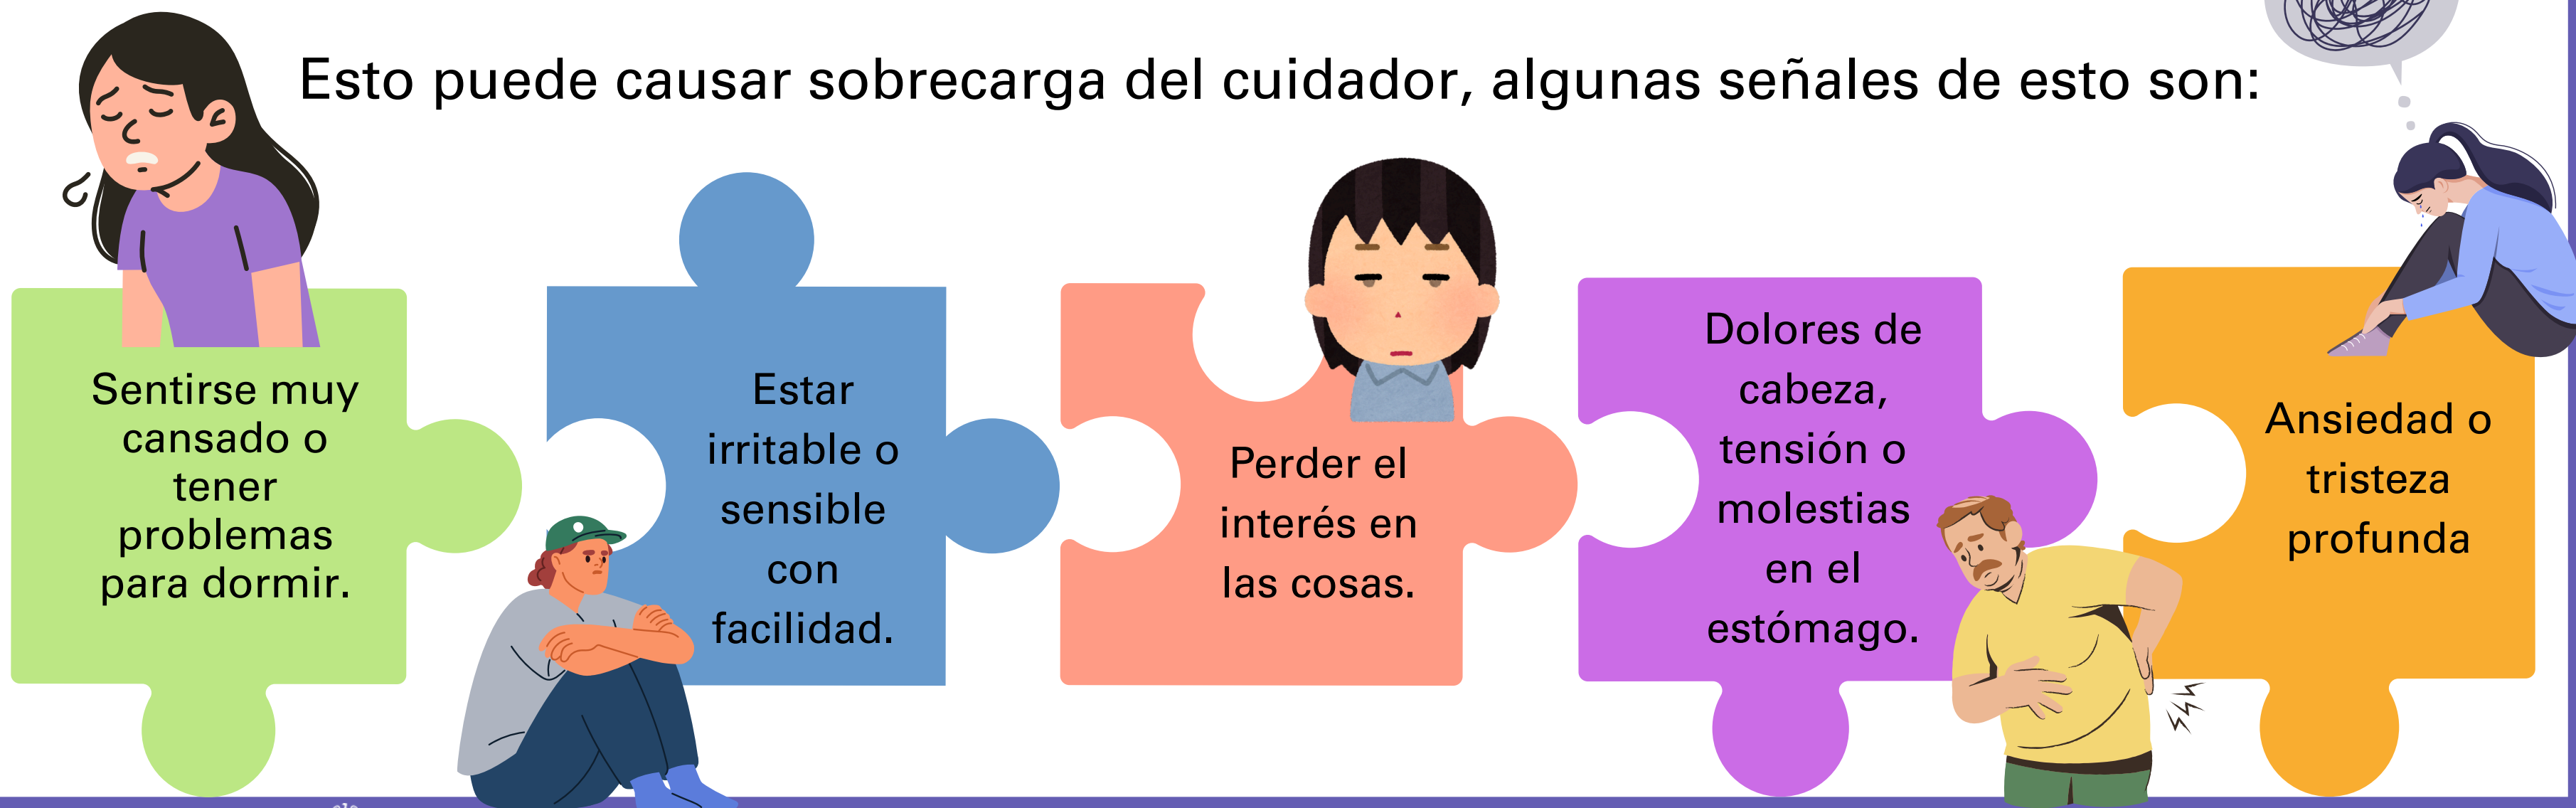 Esto puede causar sobrecarga del cuidador, algunas señales de esto son:
Sentirse muy
cansado o
tener
problemas
para dormir.
Estar
irritable o
sensible
con
facilidad.
Perder el
interés en
las cosas.
Dolores de
cabeza,
tensión o
molestias
en el
estómago.
Ansiedad o
tristeza
profunda